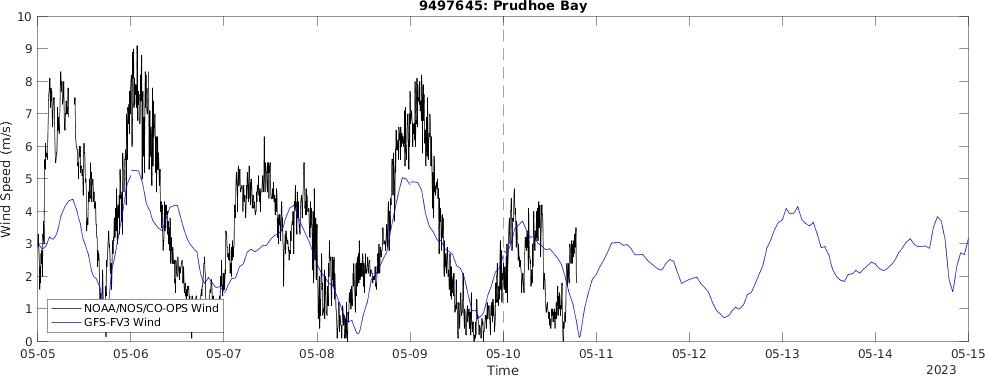 9497645: Prudhoe Bay
10
9
8
7
6
5
4
3
2
1
0
Wind Speed (m/s)
NOAA/NOS/CO-OPS Wind
GFS-FV3 Wind
05-05 05-06 05-07 05-08 05-09 05-10 05-11 05-12 05-13 05-14 05-15
Time
2023